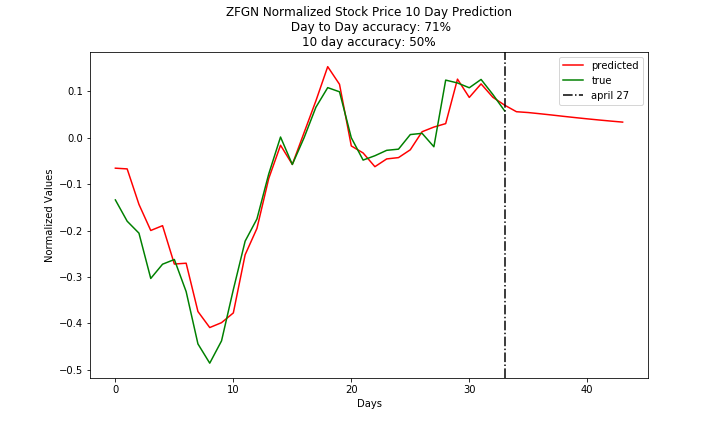 ZFGN Normalized Stock Price 10 Day Prediction
Day to Day accuracy: 71%
10 day accuracy: 50%
predicted
true
april 27
Normalized Values
0.1
0.0
−0.1
−0.2
−0.3
−0.4
−0.5
0 10 20 30 40
Days